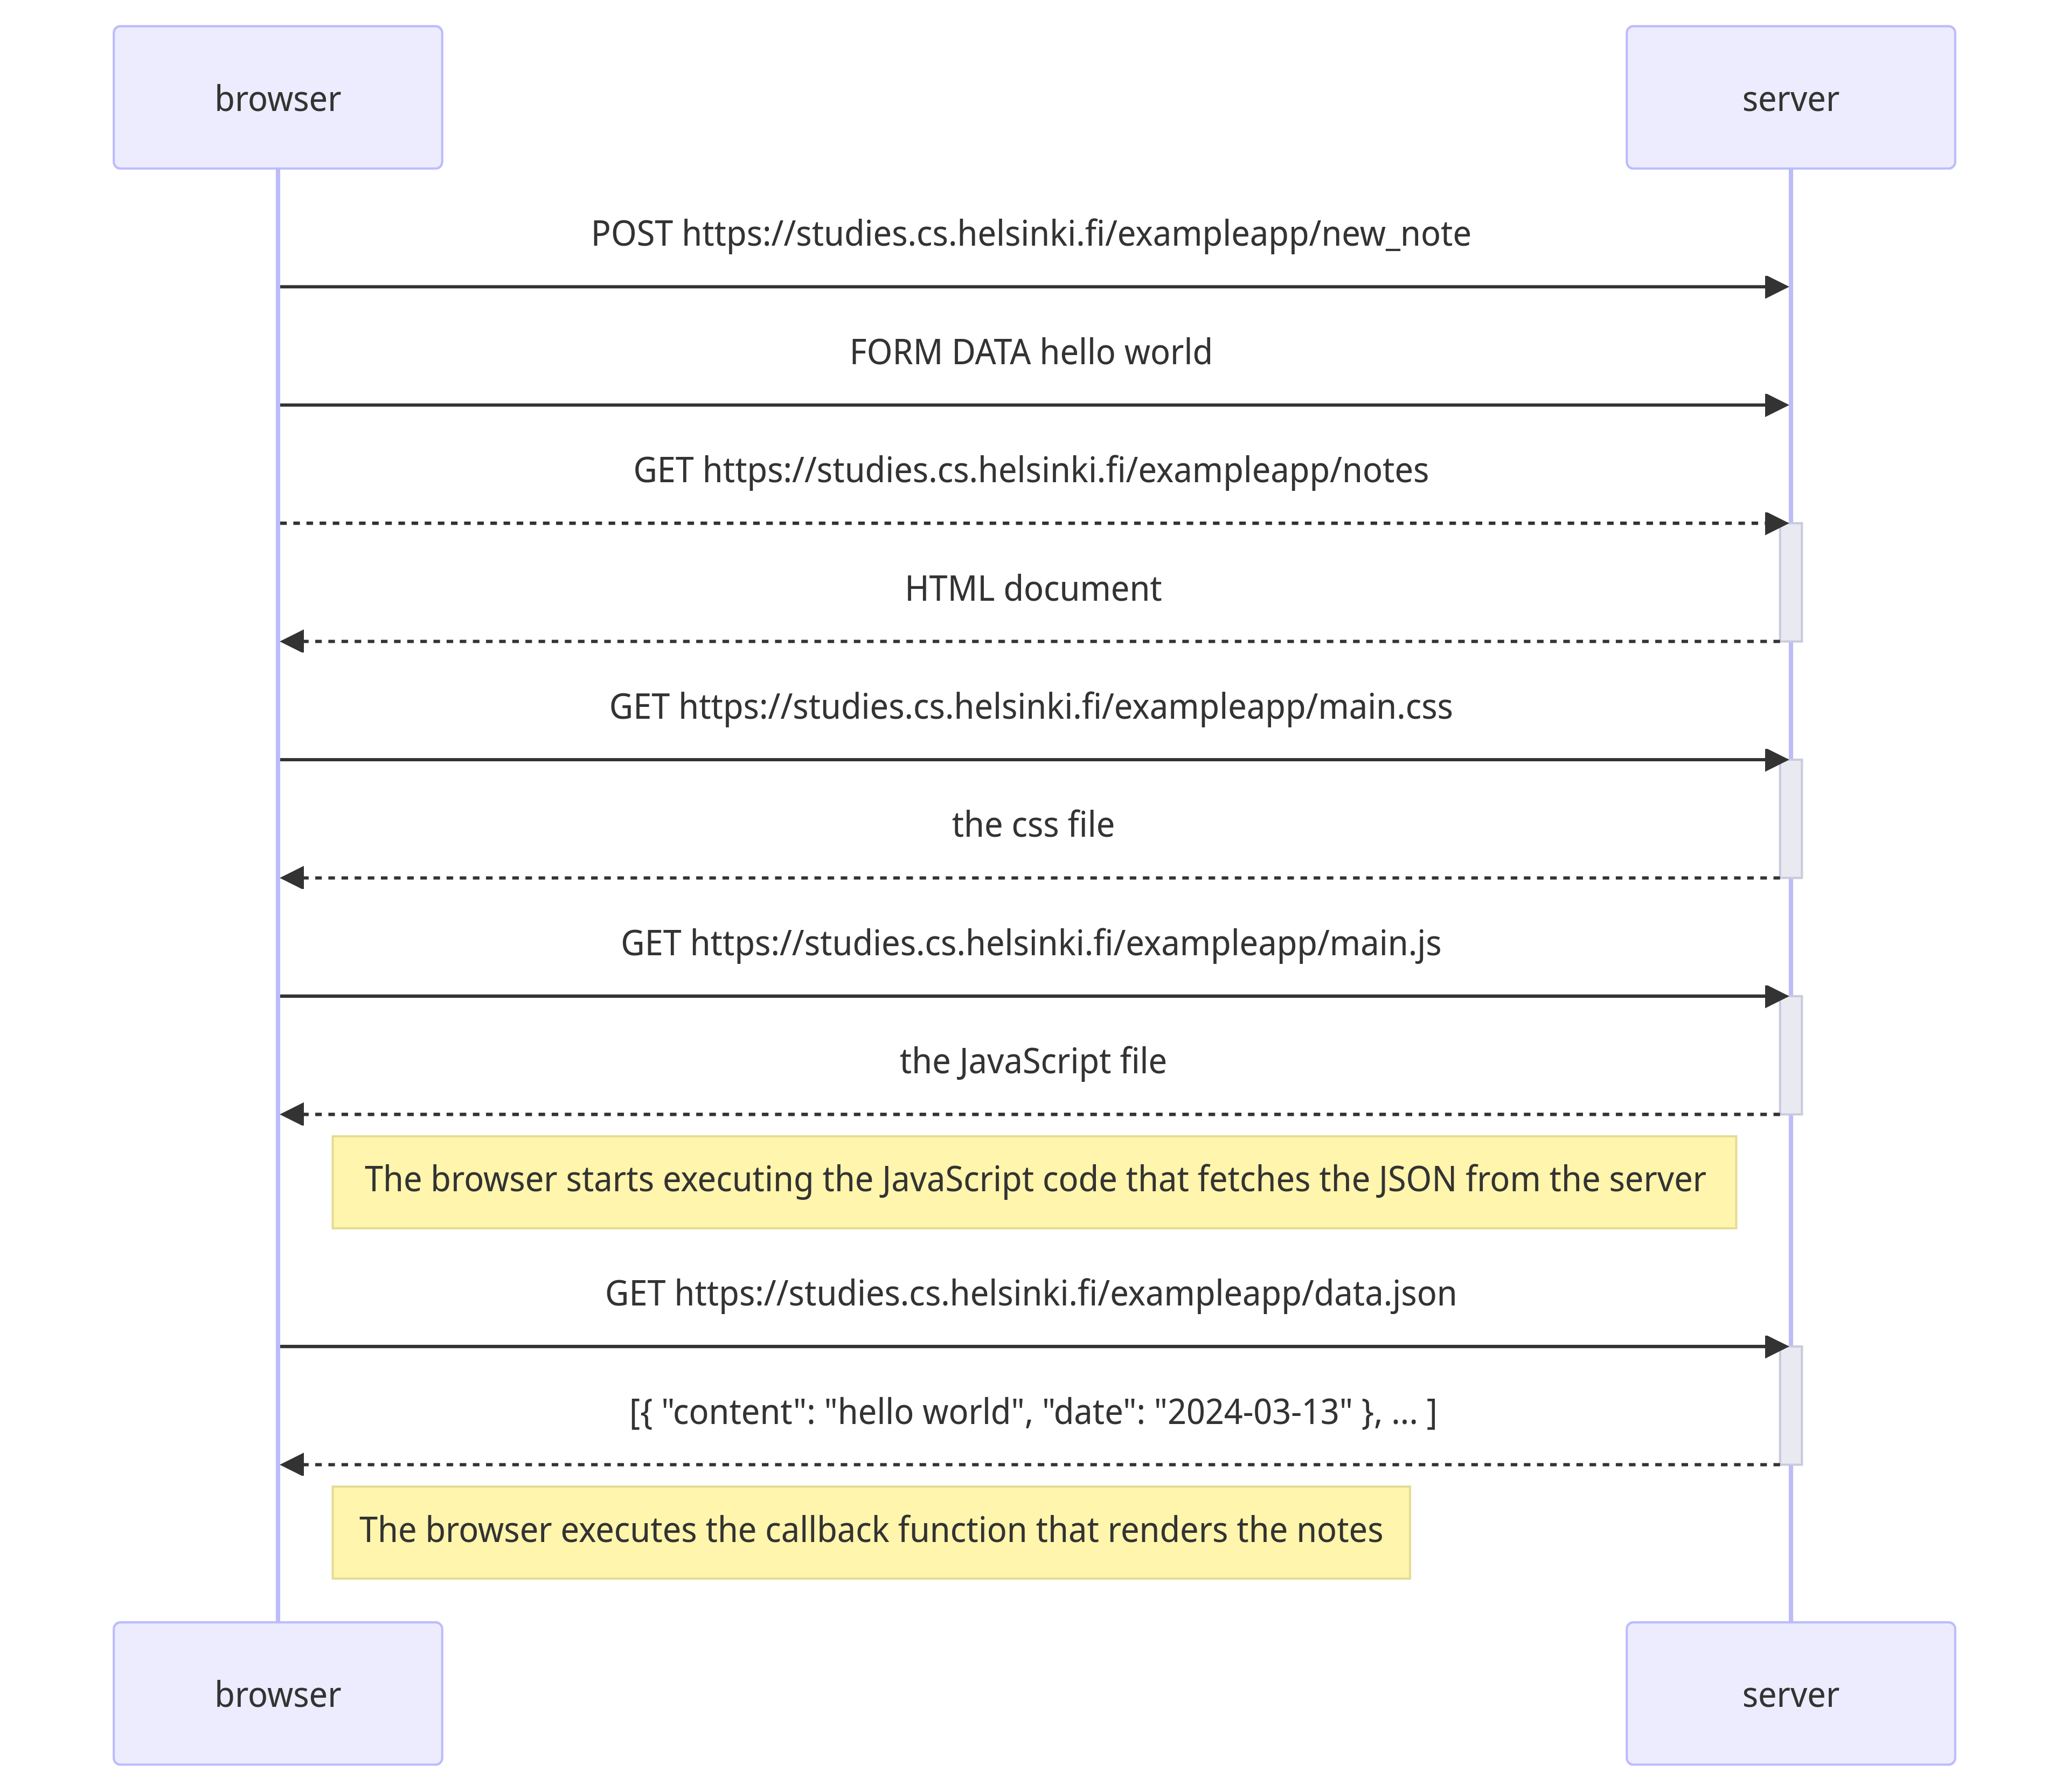 browser
server
POST https://studies.cs.helsinki.fi/exampleapp/new_note
FORM DATA hello world
GET https://studies.cs.helsinki.fi/exampleapp/notes
HTML document
GET https://studies.cs.helsinki.fi/exampleapp/main.css
the css file
GET https://studies.cs.helsinki.fi/exampleapp/main.js
the JavaScript file
The browser starts executing the JavaScript code that fetches the JSON from the server
GET https://studies.cs.helsinki.fi/exampleapp/data.json
[{ "content": "hello world", "date": "2024-03-13" }, ... ]
The browser executes the callback function that renders the notes
browser
server